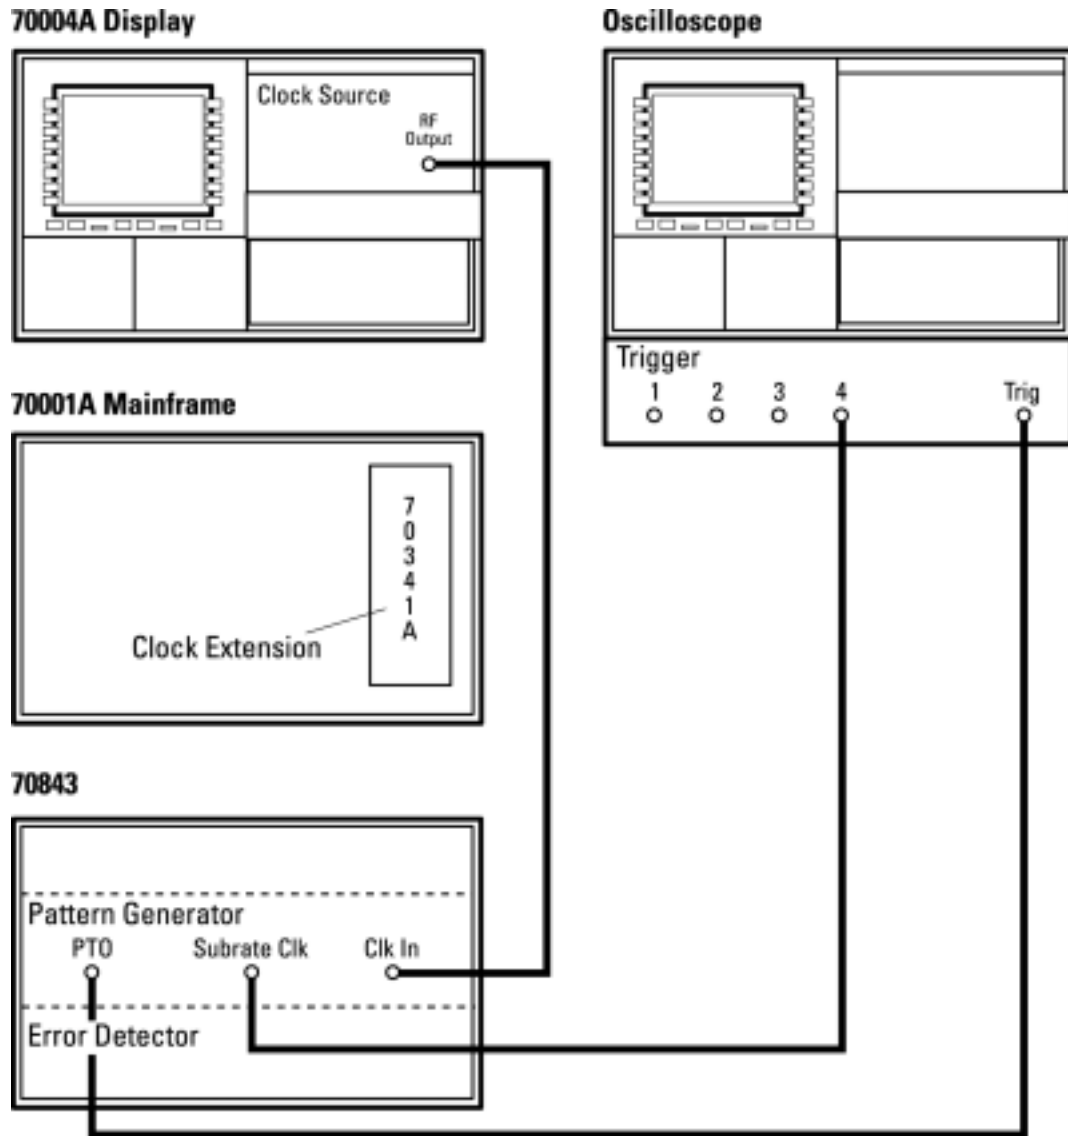 70004A Display
Clock Source
RF
Output
Oscilloscope
Trigger
1 2 3 4 Trig
70001A Mainframe
7
0
3
4
1
A
Clock Extension
70843
Pattern Generator
PTO Subrate Clk Clk In
Error Detector